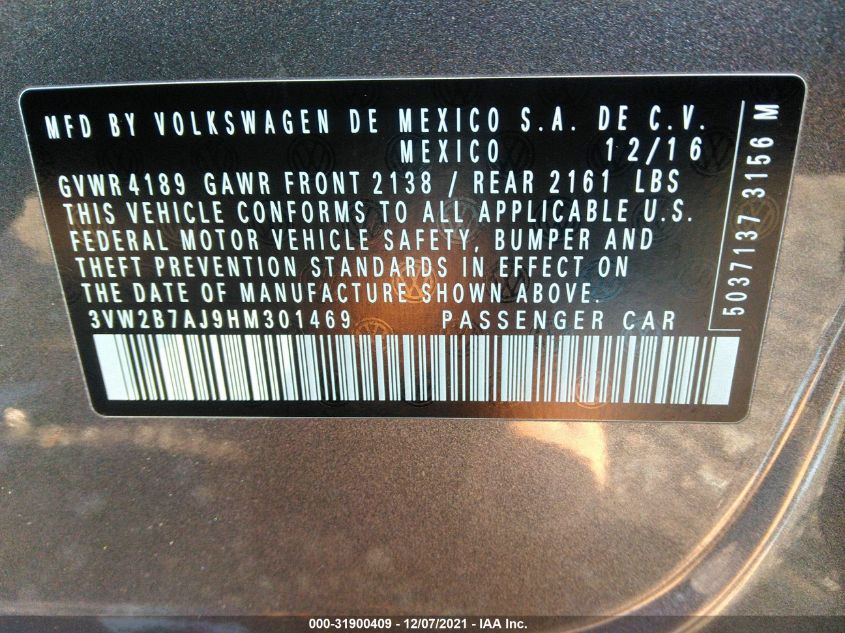 MFD BY VOLKSWAGEN DE MEXICO S.A. DE C.V.
MEXICO 12/16
GVWR 4189 GAWR FRONT 2138 / REAR 2161 LBS
THIS VEHICLE CONFORMS TO ALL APPLICABLE U.S.
FEDERAL MOTOR VEHICLE SAFETY, BUMPER AND
THEFT PREVENTION STANDARDS IN EFFECT ON
THE DATE OF MANUFACTURE SHOWN ABOVE.
3VW2B7AJ9HM301469 PASSENGER CAR
5037137 3156 M
000-31900409 - 12/07/2021 - IAA Inc.